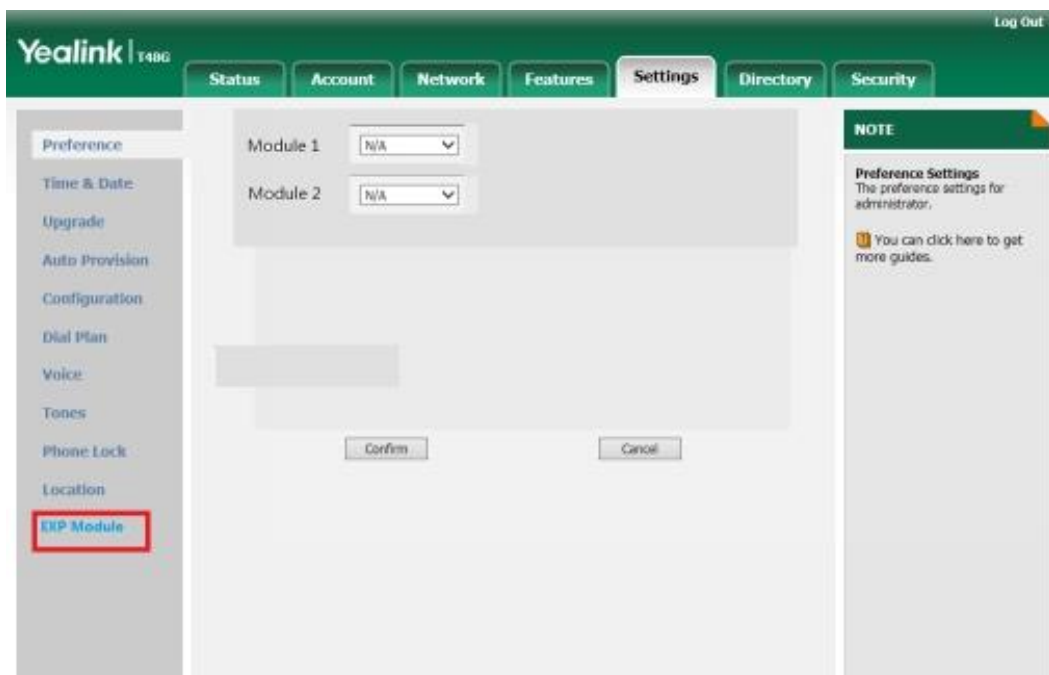 Log Out
Yealink | T48G
Status Account Network Features Settings Directory Security
Preference
Time & Date
Upgrade
Auto Provision
Configuration
Dial Plan
Voice
Tones
Phone Lock
Location
EXP Module
Module 1 N/A
Module 2 N/A
Confirm Cancel
NOTE
Preference Settings
The preference settings for
administrator.
You can click here to get
more guides.